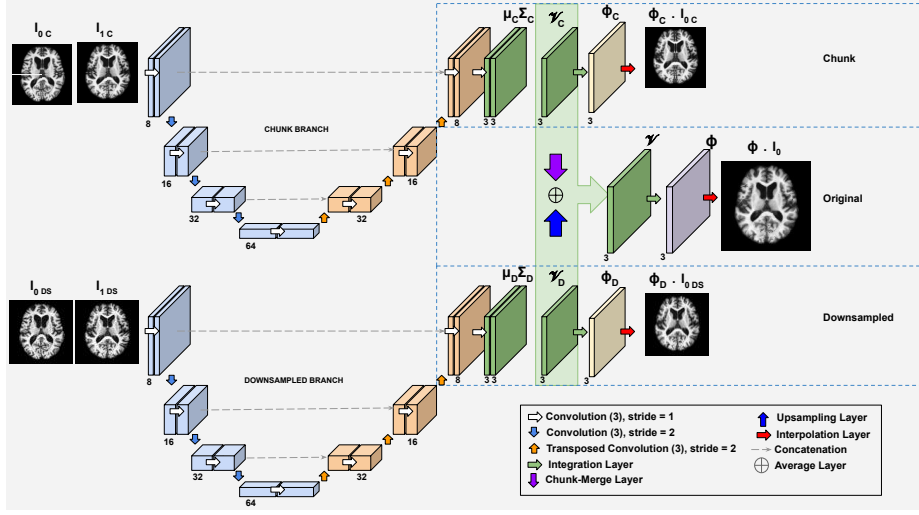 I0 C I1 C μCΣC 𝒱C ΦC ΦC . I0 C
Chunk
8 8 3 3 3 3
CHUNK BRANCH
16 16
𝒱 Φ Φ . I0
32 32
Original
64
3 3
I0 DS I1 DS μDΣD 𝒱D ΦD ΦD . I0 DS
Downsampled
8 8 3 3 3 3
DOWNSAMPLED BRANCH
16 16
32 32
64
Convolution (3), stride = 1
Convolution (3), stride = 2
Transposed Convolution (3), stride = 2
Integration Layer
Chunk-Merge Layer
Upsampling Layer
Interpolation Layer
Concatenation
Average Layer